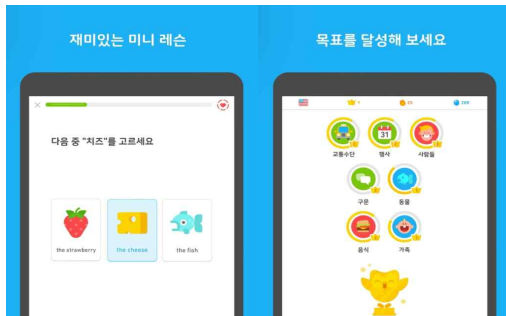 재미있는 미니 레슨
다음 중 "치즈"를 고르세요
the strawberry
the cheese
the fish
목표를 달성해 보세요
31
교통수단
행사
사람들
구문
동물
음식
가족